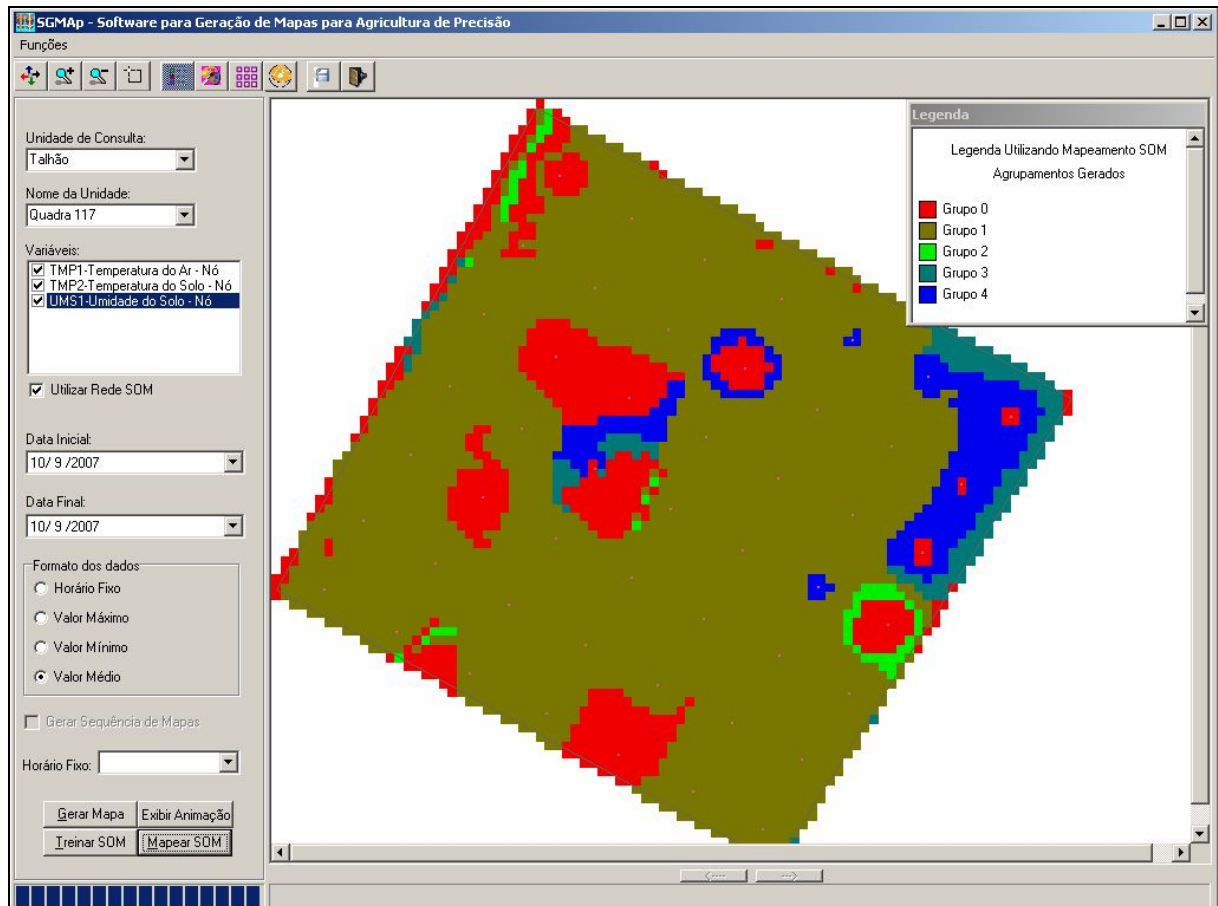 SGMAp - Software para Geração de Mapas para Agricultura de Precisão
Funções
Unidade de Consulta:
Talhão
Nome da Unidade:
Quadra 117
Variáveis:
TMP1-Temperatura do Ar - Nó
TMP2-Temperatura do Solo - Nó
UMS1-Umidade do Solo - Nó
Utilizar Rede SOM
Data Inicial:
10/ 9 /2007
Data Final:
10/ 9 /2007
Formato dos dados
Horário Fixo
Valor Máximo
Valor Mínimo
Valor Médio
Gerar Sequência de Mapas
Horário Fixo:
Gerar Mapa
Exibir Animação
Treinar SOM
Mapear SOM
Legenda
Legenda Utilizando Mapeamento SOM
Agrupamentos Gerados
Grupo 0
Grupo 1
Grupo 2
Grupo 3
Grupo 4
<---- 
---->